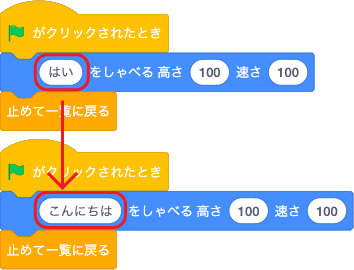 がクリックされたとき
はい をしゃべる 高さ 100 速さ 100
止めて一覧に戻る
がクリックされたとき
こんにちは をしゃべる 高さ 100 速さ 100
止めて一覧に戻る